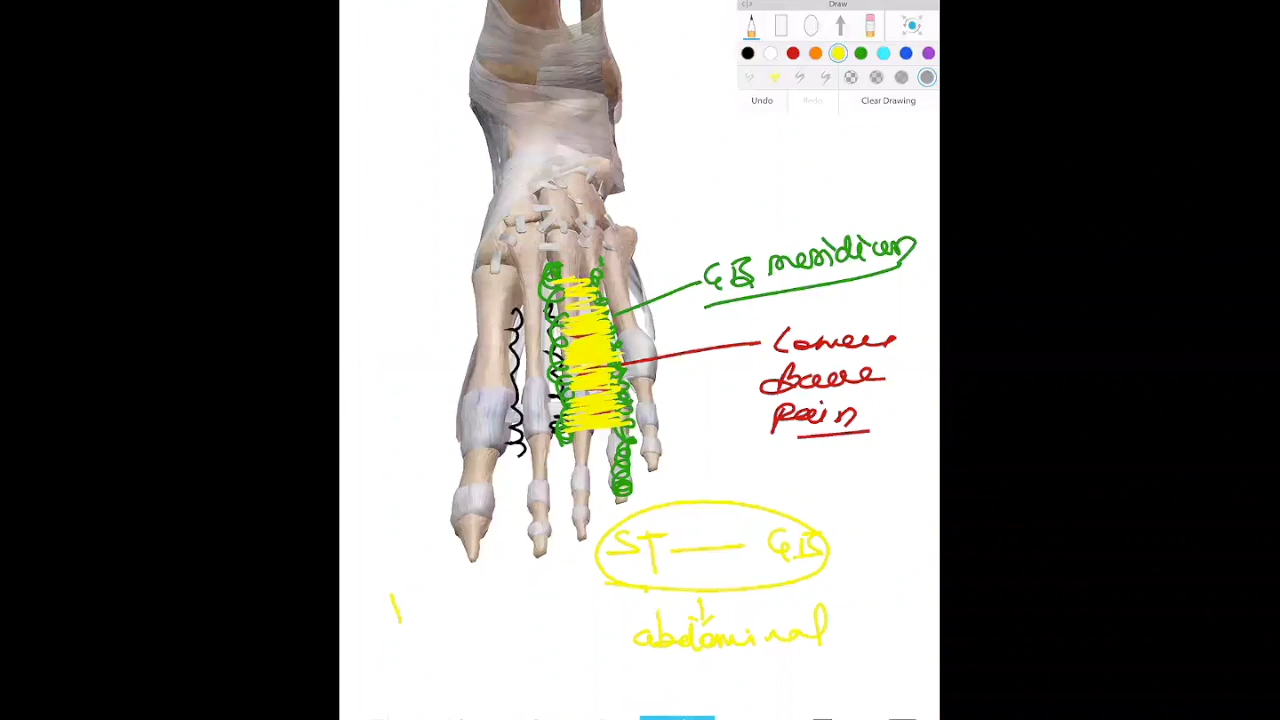 Draw
Undo
Redo
Clear Drawing
GB meridian
Lower
Back
Pain
ST — GB
abdominal